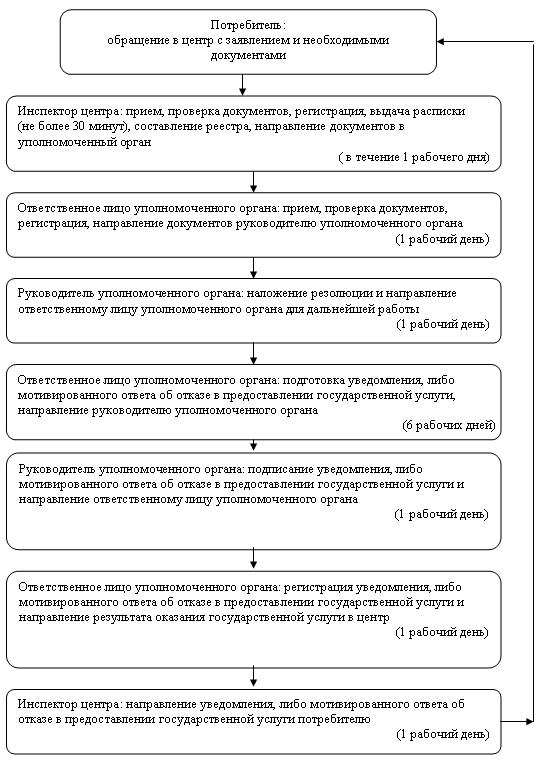 Потребитель:
обращение в центр с заявлением и необходимыми
документами
Инспектор центра: прием, проверка документов, регистрация, выдача расписки
(не более 30 минут), составление реестра, направление документов в
уполномоченный орган
( в течение 1 рабочего дня)
Ответственное лицо уполномоченного органа: прием, проверка документов,
регистрация, направление документов руководителю уполномоченного органа
(1 рабочий день)
Руководитель уполномоченного органа: наложение резолюции и направление
ответственному лицу уполномоченного органа для дальнейшей работы
(1 рабочий день)
Ответственное лицо уполномоченного органа: подготовка уведомления, либо
мотивированного ответа об отказе в предоставлении государственной услуги,
направление руководителю уполномоченного органа
(6 рабочих дней)
Руководитель уполномоченного органа: подписание уведомления, либо
мотивированного ответа об отказе в предоставлении государственной услуги и
направление ответственному лицу уполномоченного органа
(1 рабочий день)
Ответственное лицо уполномоченного органа: регистрация уведомления, либо
мотивированного ответа об отказе в предоставлении государственной услуги и
направление результата оказания государственной услуги в центр
(1 рабочий день)
Инспектор центра: направление уведомления, либо мотивированного ответа об
отказе в предоставлении государственной услуги потребителю
(1 рабочий день)